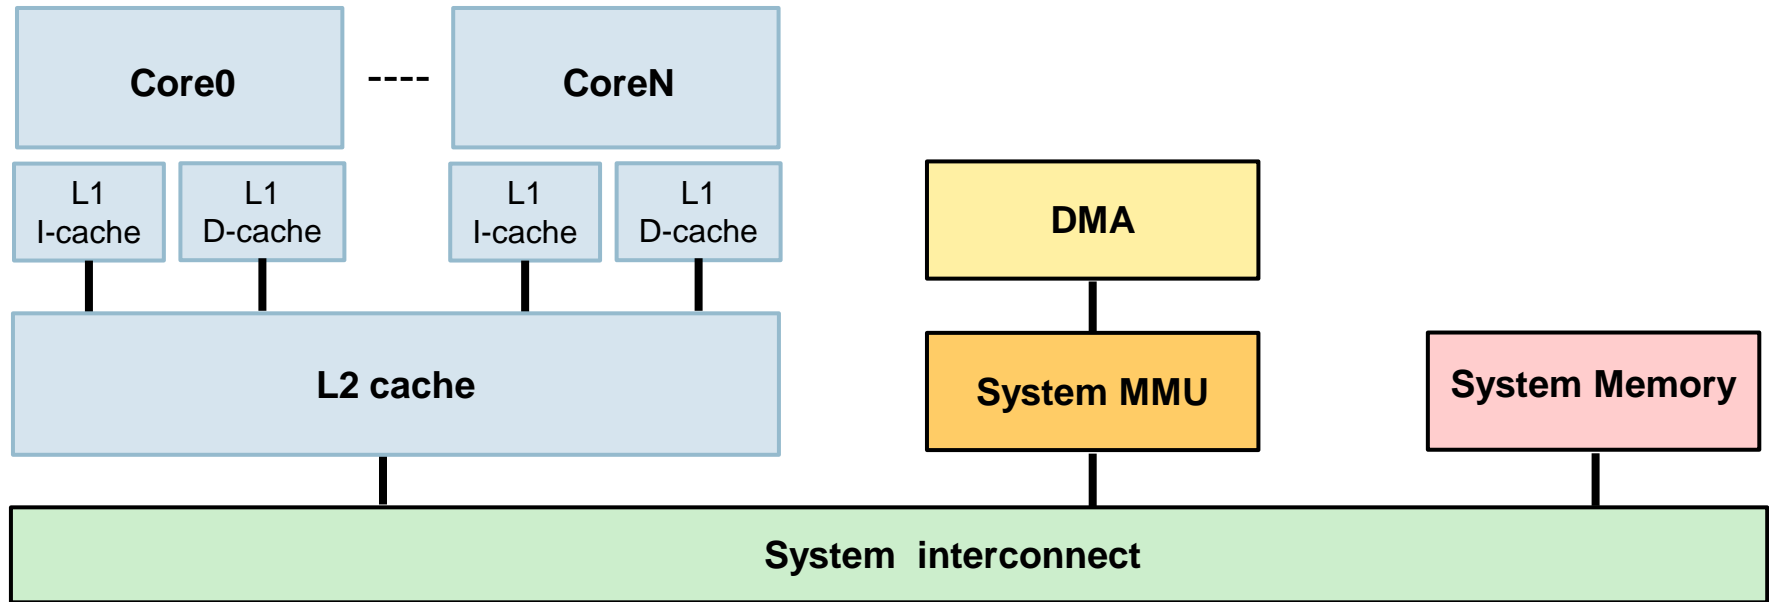 Core0
----
CoreN
L1
I-cache
L1
D-cache
L1
I-cache
L1
D-cache
DMA
L2 cache
System MMU
System Memory
System interconnect